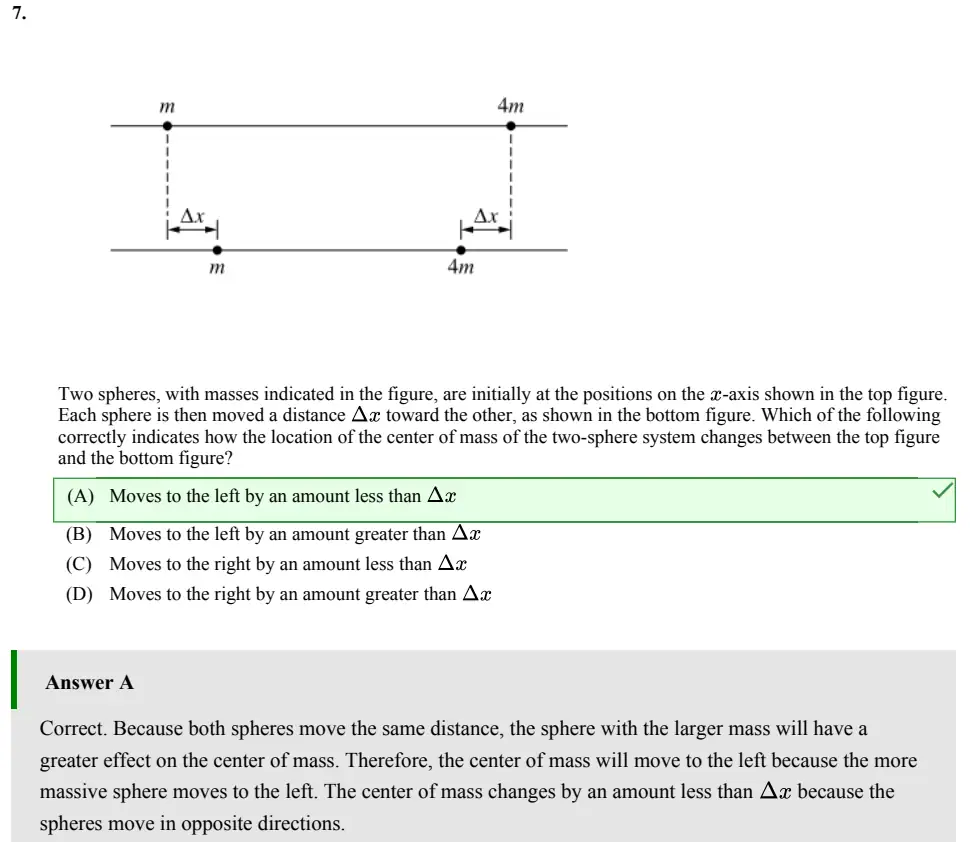 7.
m 4m
Δx Δx
m 4m
Two spheres, with masses indicated in the figure, are initially at the positions on the x-axis shown in the top figure.
Each sphere is then moved a distance Δx toward the other, as shown in the bottom figure. Which of the following
correctly indicates how the location of the center of mass of the two-sphere system changes between the top figure
and the bottom figure?
(A) Moves to the left by an amount less than Δx
(B) Moves to the left by an amount greater than Δx
(C) Moves to the right by an amount less than Δx
(D) Moves to the right by an amount greater than Δx
Answer A
Correct. Because both spheres move the same distance, the sphere with the larger mass will have a
greater effect on the center of mass. Therefore, the center of mass will move to the left because the more
massive sphere moves to the left. The center of mass changes by an amount less than Δx because the
spheres move in opposite directions.